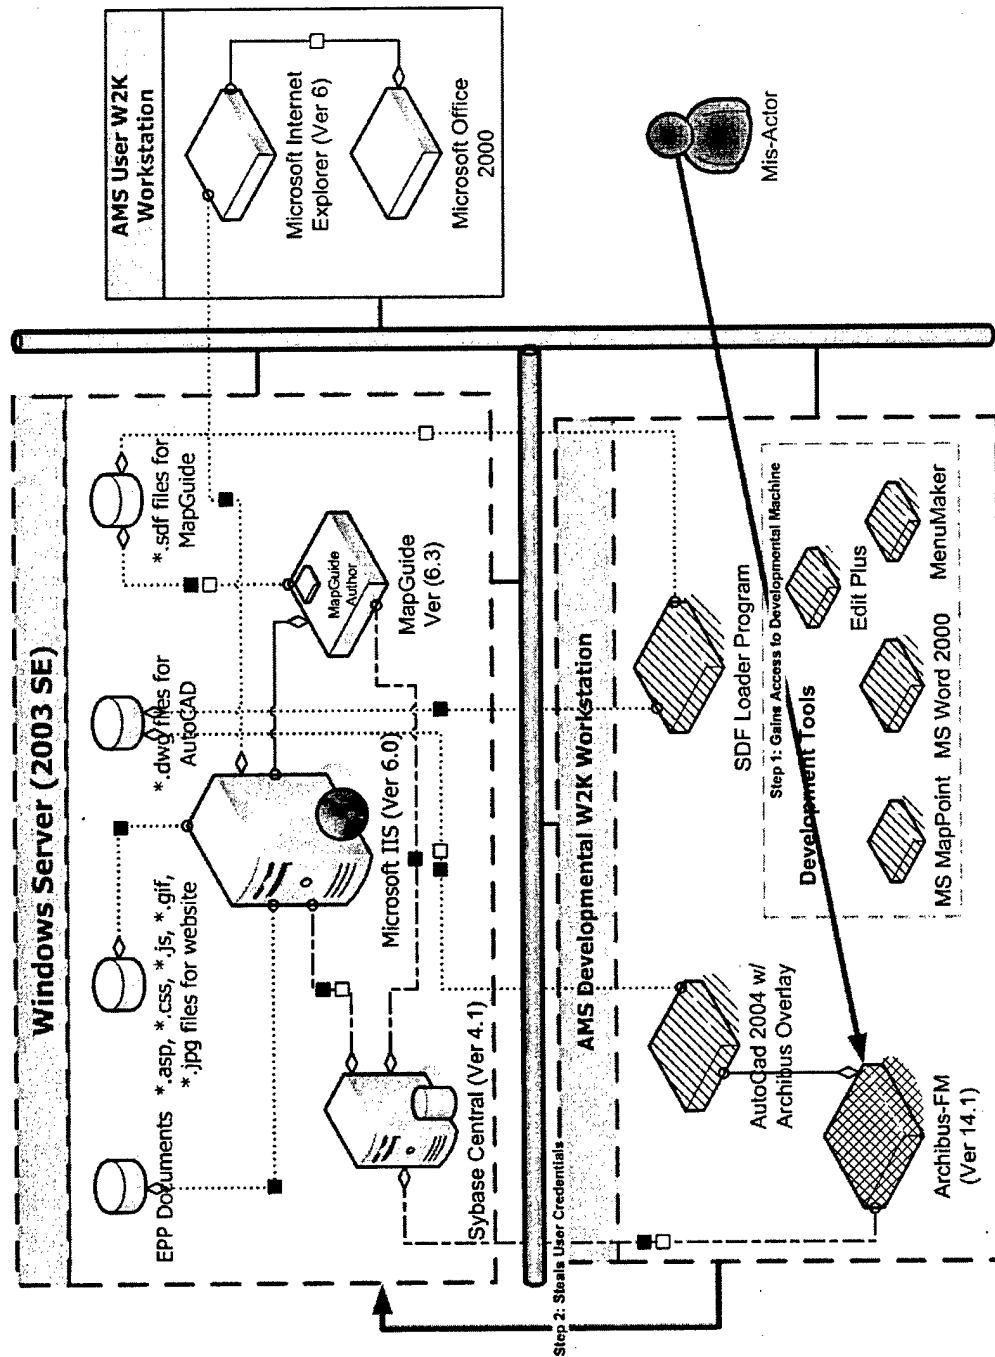 Windows Server (2003 SE)
EPP Documents
*.asp, *.css, *.js, *.gif,
*.jpg files for website
*.dwg files for
AutoCAD
*.sdf files for
MapGuide
Sybase Central (Ver 4.1)
Microsoft IIS (Ver 6.0)
MapGuide
Author
MapGuide
Ver (6.3)
AMS User W2K
Workstation
Microsoft Internet
Explorer (Ver 6)
Microsoft Office
2000
Step 2: Steals User Credentials
AMS Developmental W2K Workstation
AutoCad 2004 w/
Archibus Overlay
SDF Loader Program
Step 1: Gains Access to Developmental Machine
Development Tools
Edit Plus
MS MapPoint
MS Word 2000
MenuMaker
Archibus-FM
(Ver 14.1)
Mis-Actor